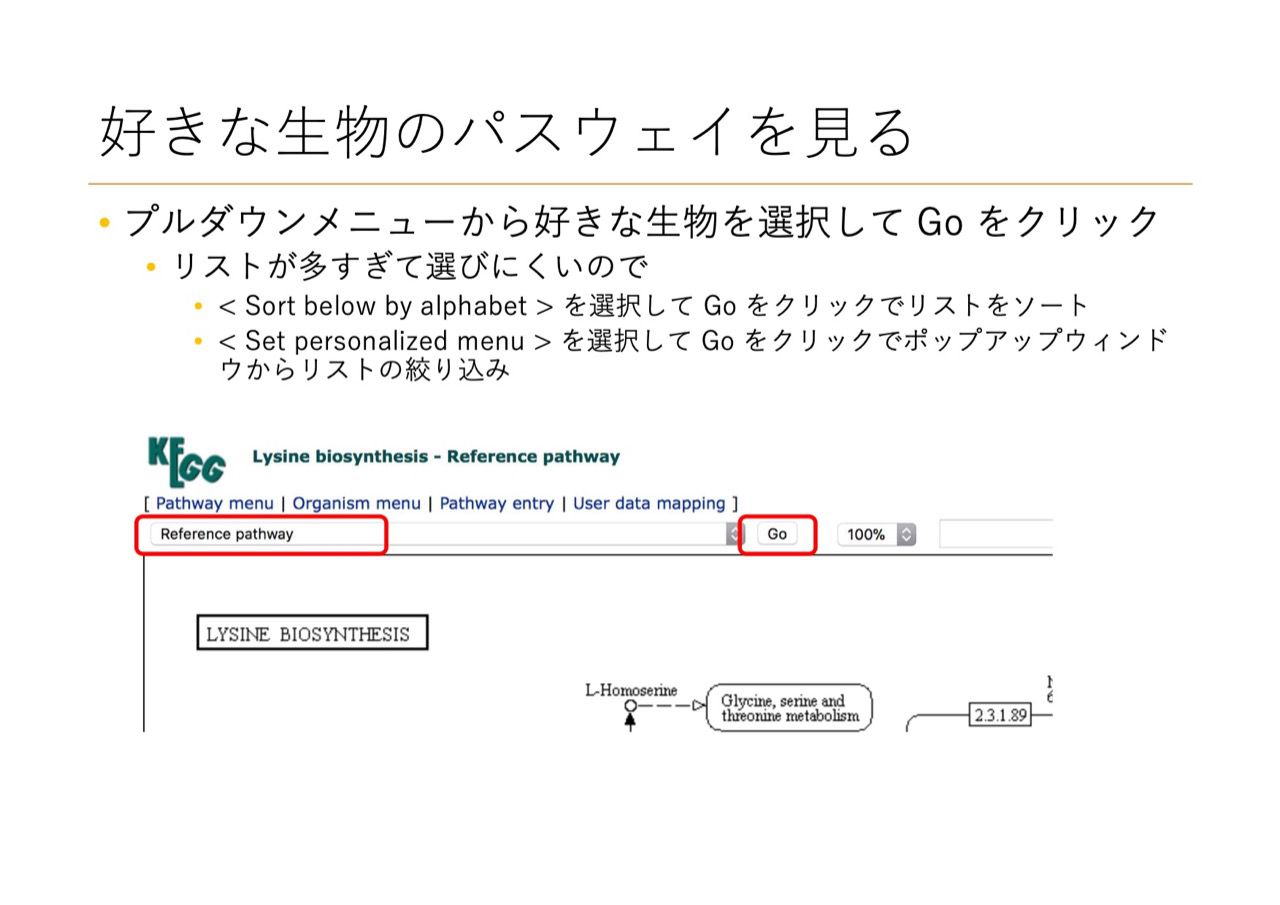 好きな生物のパスウェイを見る
• プルダウンメニューから好きな生物を選択して Go をクリック
• リストが多すぎて選びにくいので
• < Sort below by alphabet > を選択して Go をクリックでリストをソート
• < Set personalized menu > を選択して Go をクリックでポップアップウィンド
ウからリストの絞り込み
KEGG Lysine biosynthesis - Reference pathway
[ Pathway menu | Organism menu | Pathway entry | User data mapping ]
Reference pathway Go 100%
LYSINE BIOSYNTHESIS
L-Homoserine
Glycine, serine and
threonine metabolism
2.3.1.89